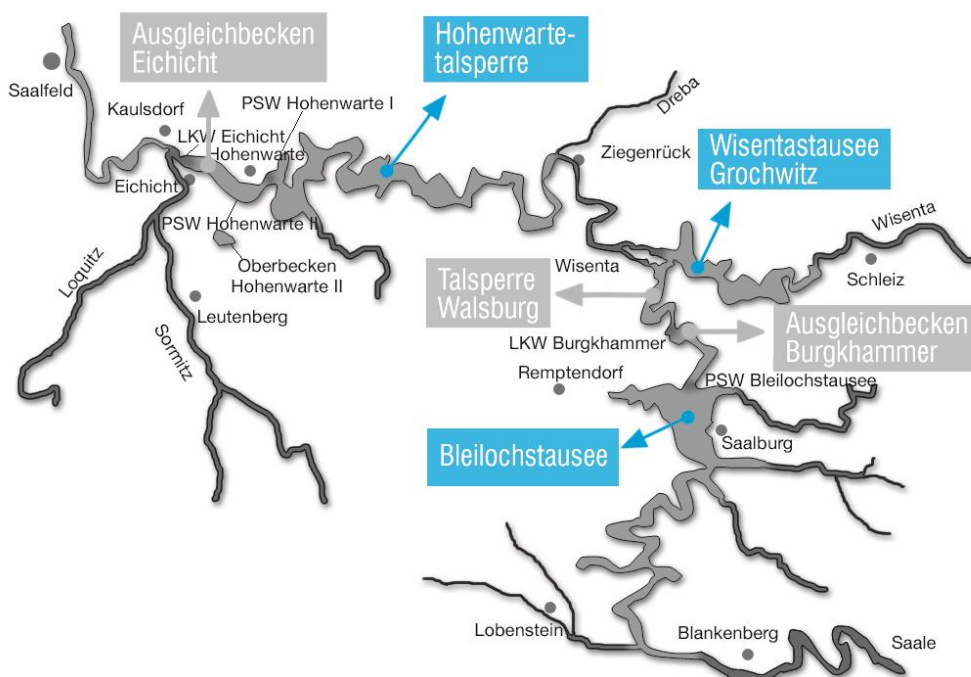 Ausgleichbecken
Eichicht
Hohenwarte-
talsperre
Saalfeld
Kaulsdorf
PSW Hohenwarte I
Dreba
Ziegenrück
Wisentastausee
Grochwitz
LKW Eichicht
Hohenwarte
Eichicht
PSW Hohenwarte II
Wisenta
Oberbecken
Hohenwarte II
Wisenta
Schleiz
Loquitz
Talsperre
Walsburg
Leutenberg
Sormitz
LKW Burgkhammer
Ausgleichbecken
Burgkhammer
Remptendorf
PSW Bleilochstausee
Bleilochstausee
Saalburg
Lobenstein
Blankenberg
Saale